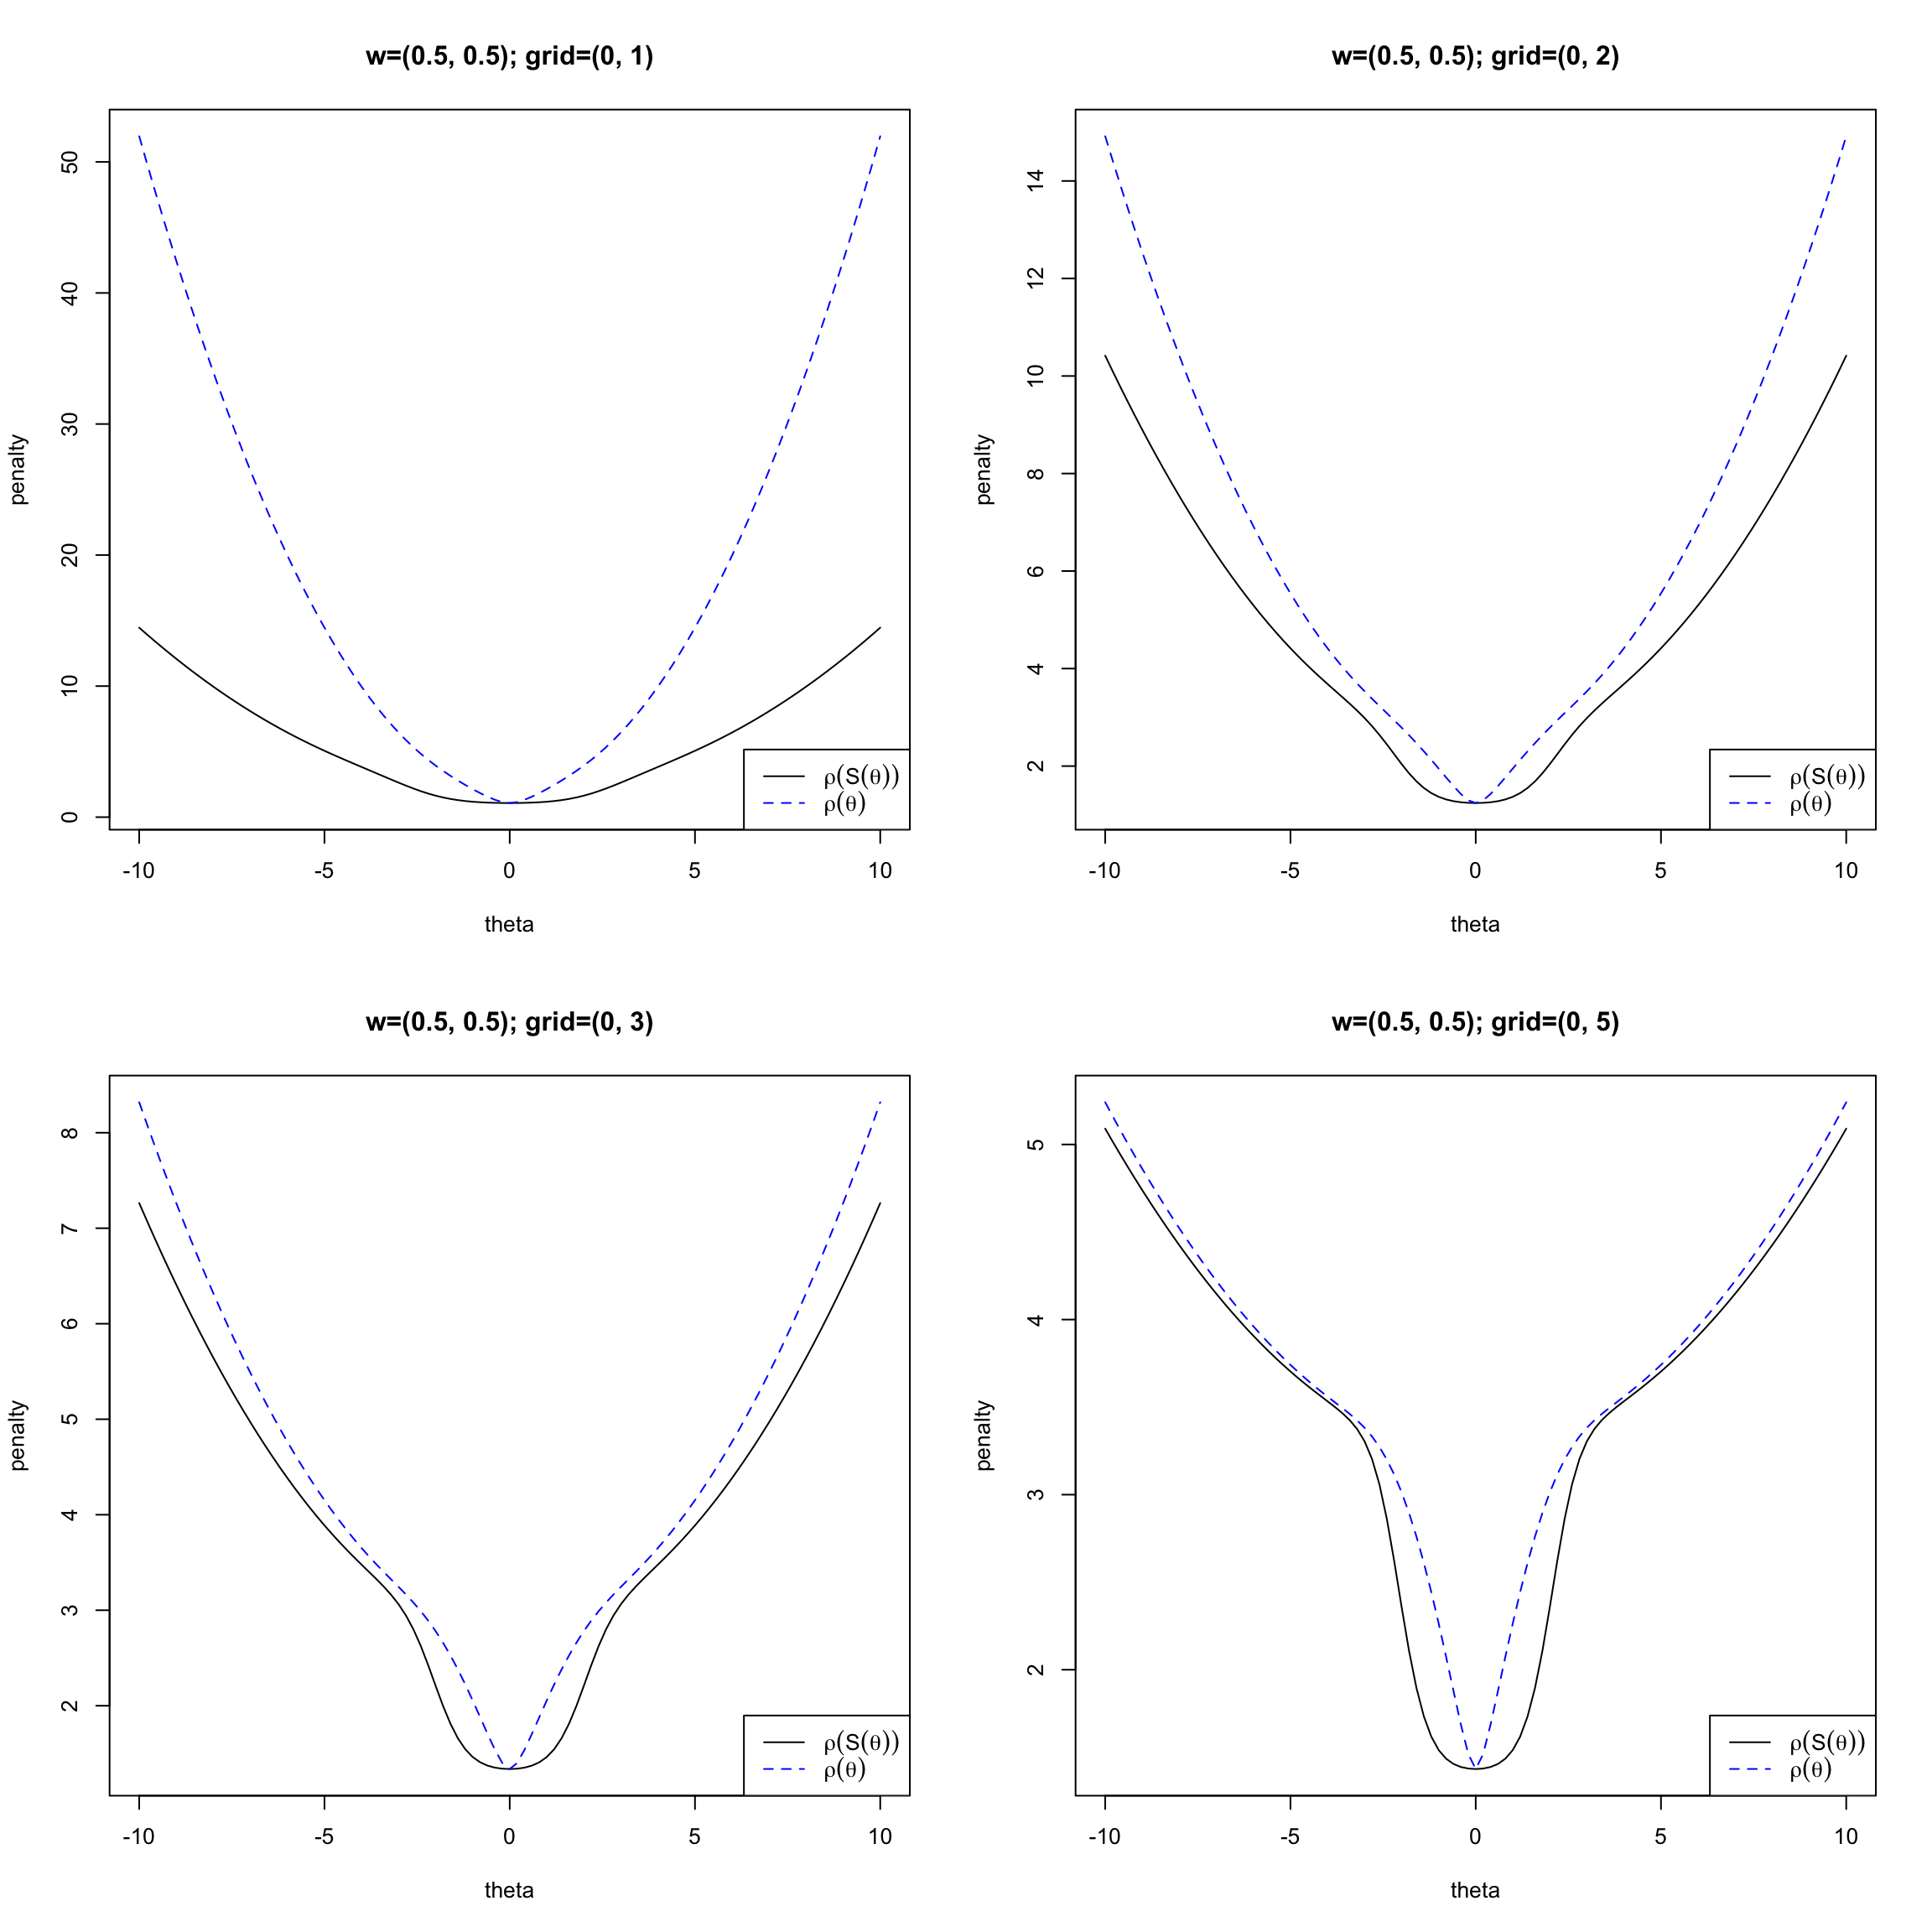 w=(0.5, 0.5); grid=(0, 1)
penalty
50
40
30
20
10
0
-10 -5 0 5 10
theta
ρ(S(θ))
ρ(θ)
w=(0.5, 0.5); grid=(0, 2)
penalty
14
12
10
8
6
4
2
-10 -5 0 5 10
theta
ρ(S(θ))
ρ(θ)
w=(0.5, 0.5); grid=(0, 3)
penalty
8
7
6
5
4
3
2
-10 -5 0 5 10
theta
ρ(S(θ))
ρ(θ)
w=(0.5, 0.5); grid=(0, 5)
penalty
5
4
3
2
-10 -5 0 5 10
theta
ρ(S(θ))
ρ(θ)